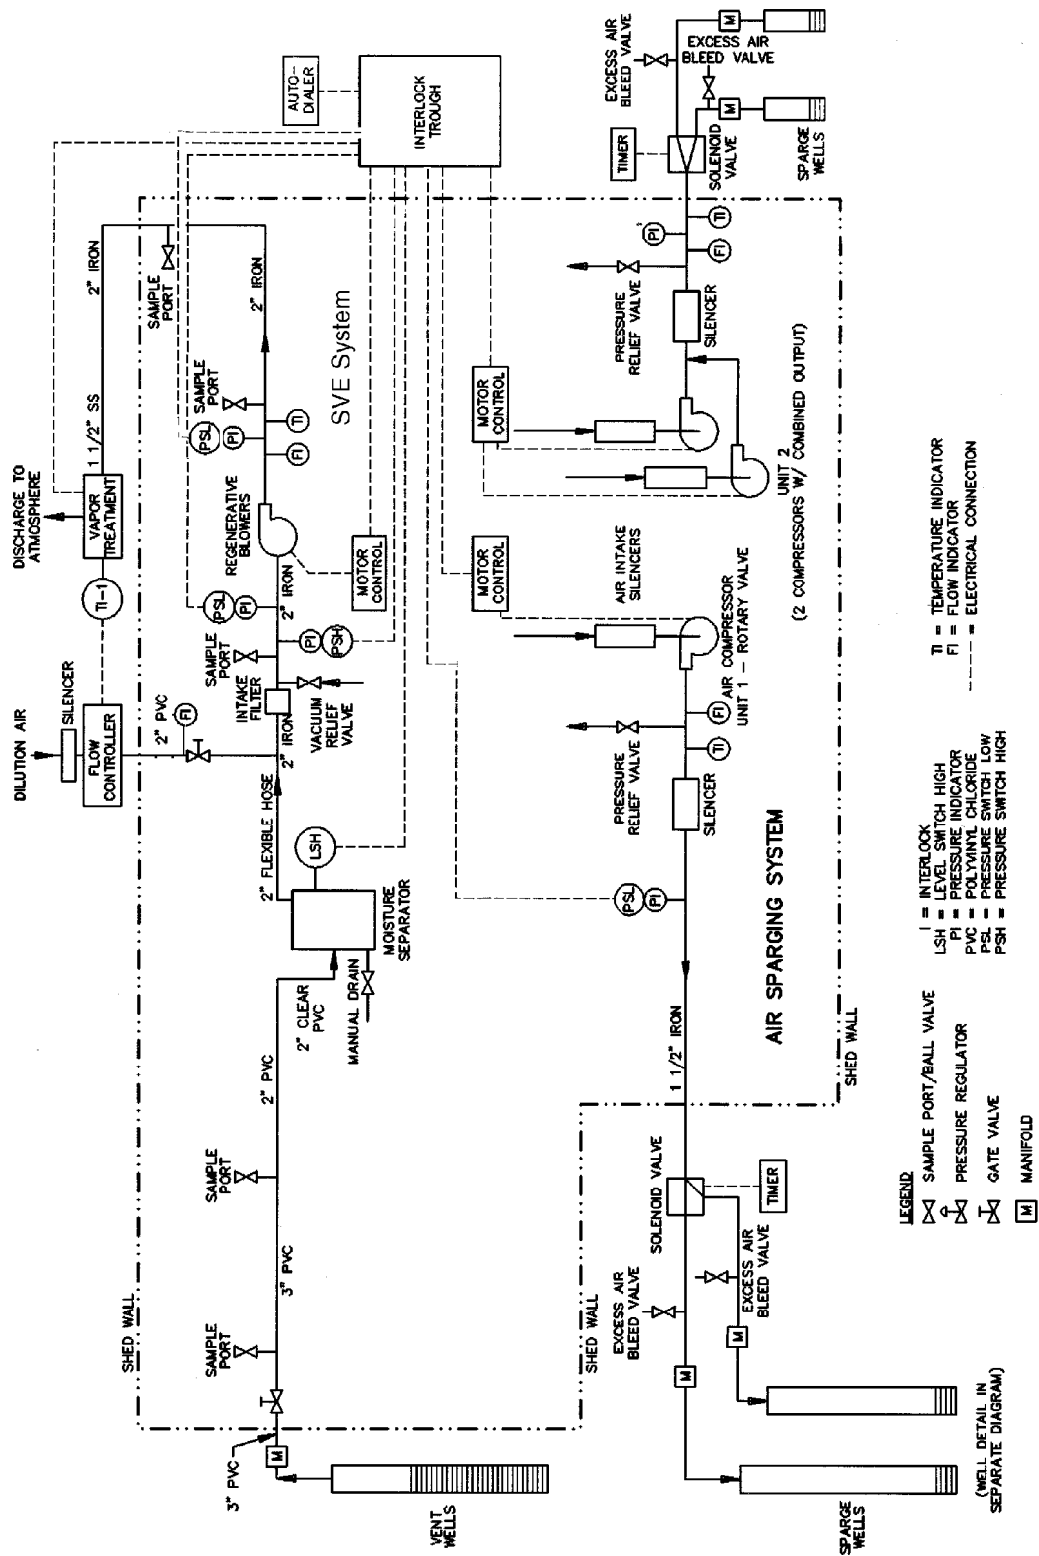 DISCHARGE TO
ATMOSPHERE
DILUTION AIR
SILENCER
FLOW
CONTROLLER
TI-1
VAPOR
TREATMENT
1 1/2" SS
2" IRON
SAMPLE
PORT
2" PVC
FI
SHED WALL
3" PVC
M
VENT
WELLS
SAMPLE
PORT
3" PVC
SAMPLE
PORT
2" PVC
2" CLEAR
PVC
MANUAL DRAIN
MOISTURE
SEPARATOR
LSH
2" FLEXIBLE HOSE
2" IRON
INTAKE
FILTER
VACUUM
RELIEF
VALVE
SAMPLE
PORT
PI
PSH
PSL
PI
2" IRON
REGENERATIVE
BLOWERS
MOTOR
CONTROL
PSL
PI
FI
TI
SAMPLE
PORT
2" IRON
SVE System
AUTO-
DIALER
INTERLOCK
TROUGH
MOTOR
CONTROL
MOTOR
CONTROL
AIR INTAKE
SILENCERS
AIR COMPRESSOR
UNIT 1 - ROTARY VALVE
UNIT 2
(2 COMPRESSORS W/ COMBINED OUTPUT)
SHED WALL
EXCESS AIR
BLEED VALVE
M
SPARGE
WELLS
(WELL DETAIL IN
SEPARATE DIAGRAM)
M
EXCESS AIR
BLEED VALVE
SOLENOID VALVE
TIMER
1 1/2" IRON
PSL
PI
SILENCER
PRESSURE
RELIEF VALVE
TI
FI
AIR SPARGING SYSTEM
SHED WALL
SILENCER
PRESSURE
RELIEF VALVE
PI
FI
TI
TIMER
SOLENOID
VALVE
EXCESS AIR
BLEED VALVE
EXCESS AIR
BLEED VALVE
M
M
SPARGE
WELLS
LEGEND
SAMPLE PORT/BALL VALVE
PRESSURE REGULATOR
GATE VALVE
M MANIFOLD
I = INTERLOCK
LSH = LEVEL SWITCH HIGH
PI = PRESSURE INDICATOR
PVC = POLYVINYL CHLORIDE
PSL = PRESSURE SWITCH LOW
PSH = PRESSURE SWITCH HIGH
TI = TEMPERATURE INDICATOR
FI = FLOW INDICATOR
= ELECTRICAL CONNECTION